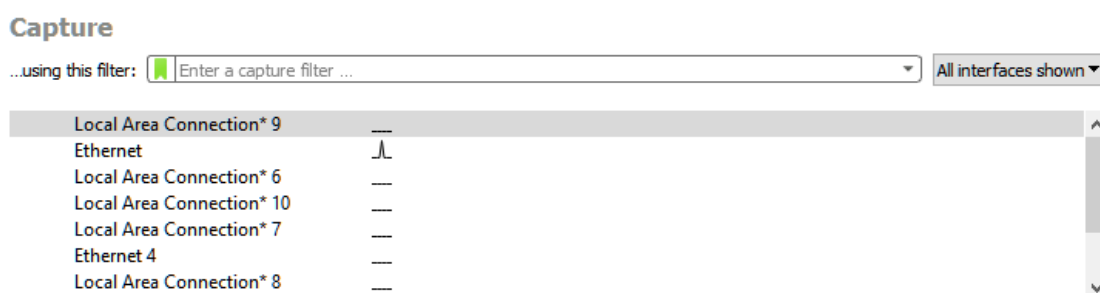 Capture
...using this filter: Enter a capture filter ... All interfaces shown
Local Area Connection* 9
Ethernet
Local Area Connection* 6
Local Area Connection* 10
Local Area Connection* 7
Ethernet 4
Local Area Connection* 8